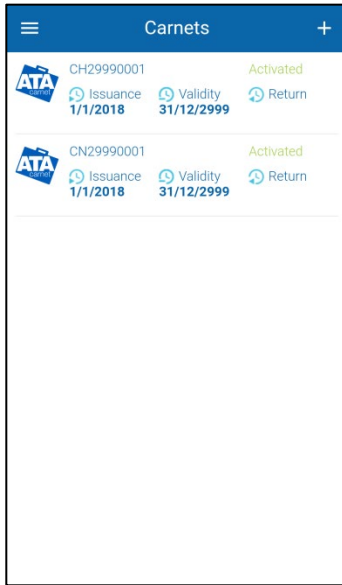 Carnets
ATA carnet
CH29990001 Activated
Issuance Validity Return
1/1/2018 31/12/2999
ATA carnet
CN29990001 Activated
Issuance Validity Return
1/1/2018 31/12/2999